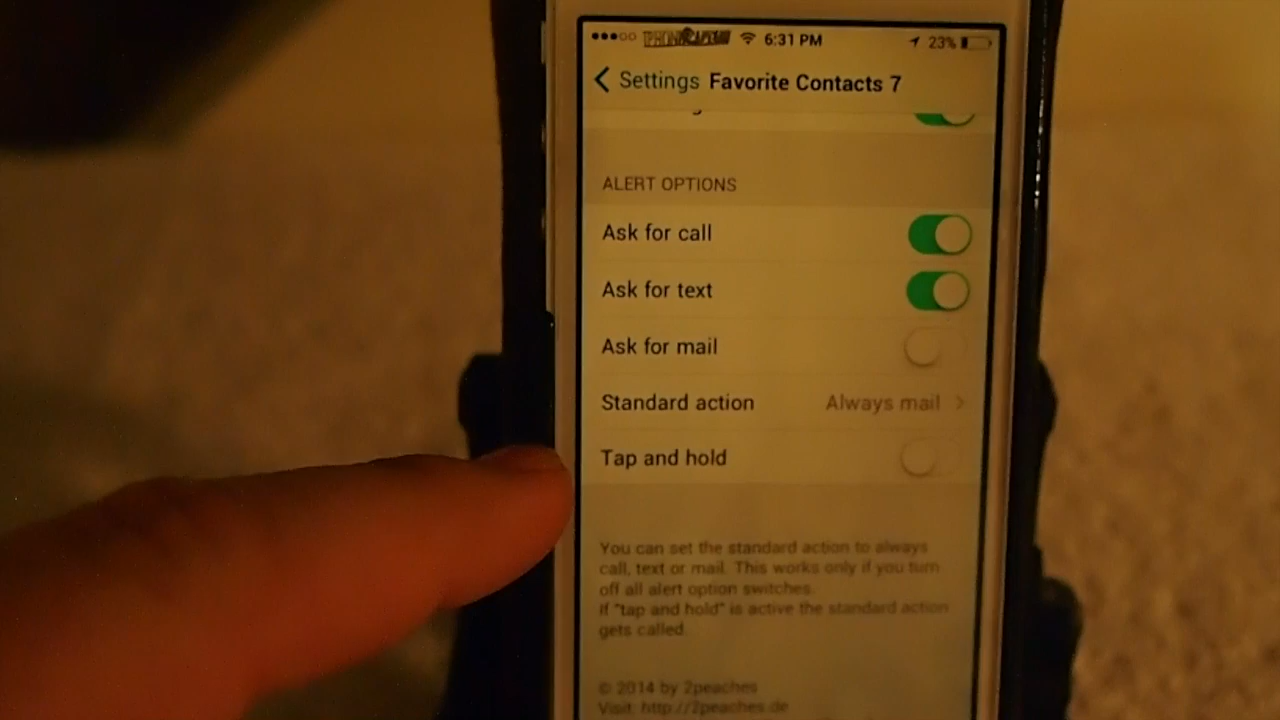 6:31 PM 23%
Settings Favorite Contacts 7
ALERT OPTIONS
Ask for call
Ask for text
Ask for mail
Standard action Always mail
Tap and hold
You can set the standard action to always
call, text or mail. This works only if you turn
off all alert option switches.
If "tap and hold" is active the standard action
gets called.
© 2014 by 2peaches
Visit: http://2peaches.de